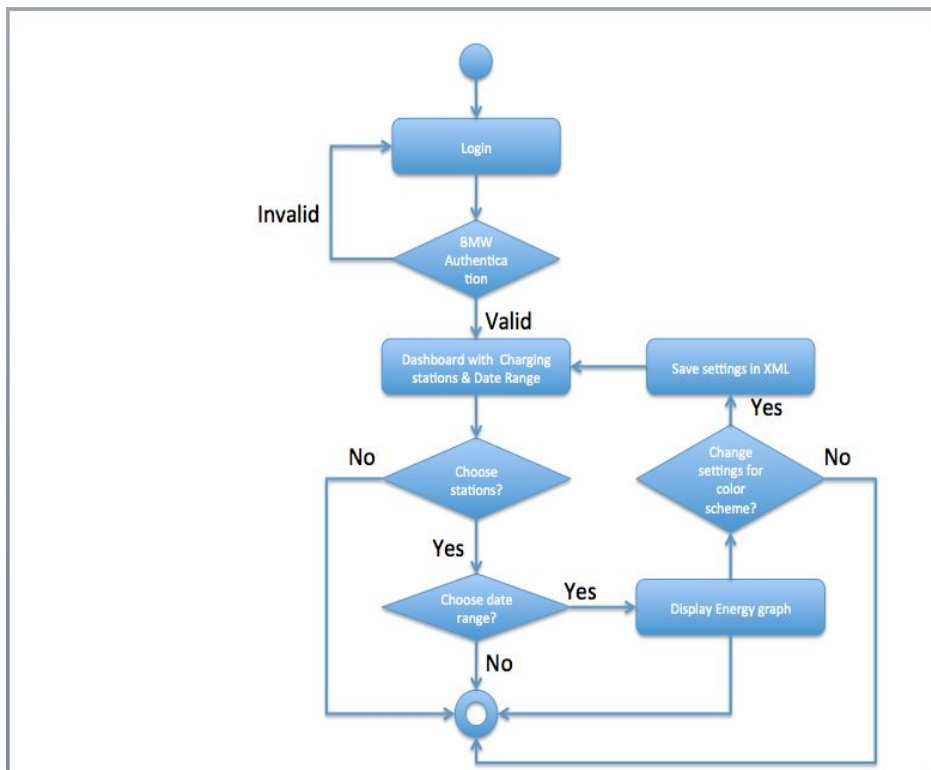 Login
Invalid
BMW
Authentica
tion
Valid
Dashboard with Charging
stations & Date Range
Save settings in XML
Yes
No
Choose
stations?
Change
settings for
color
scheme?
No
Yes
Choose date
range?
Yes
Display Energy graph
No